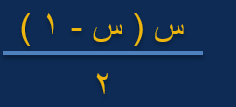 س ( س - ١ )
٢